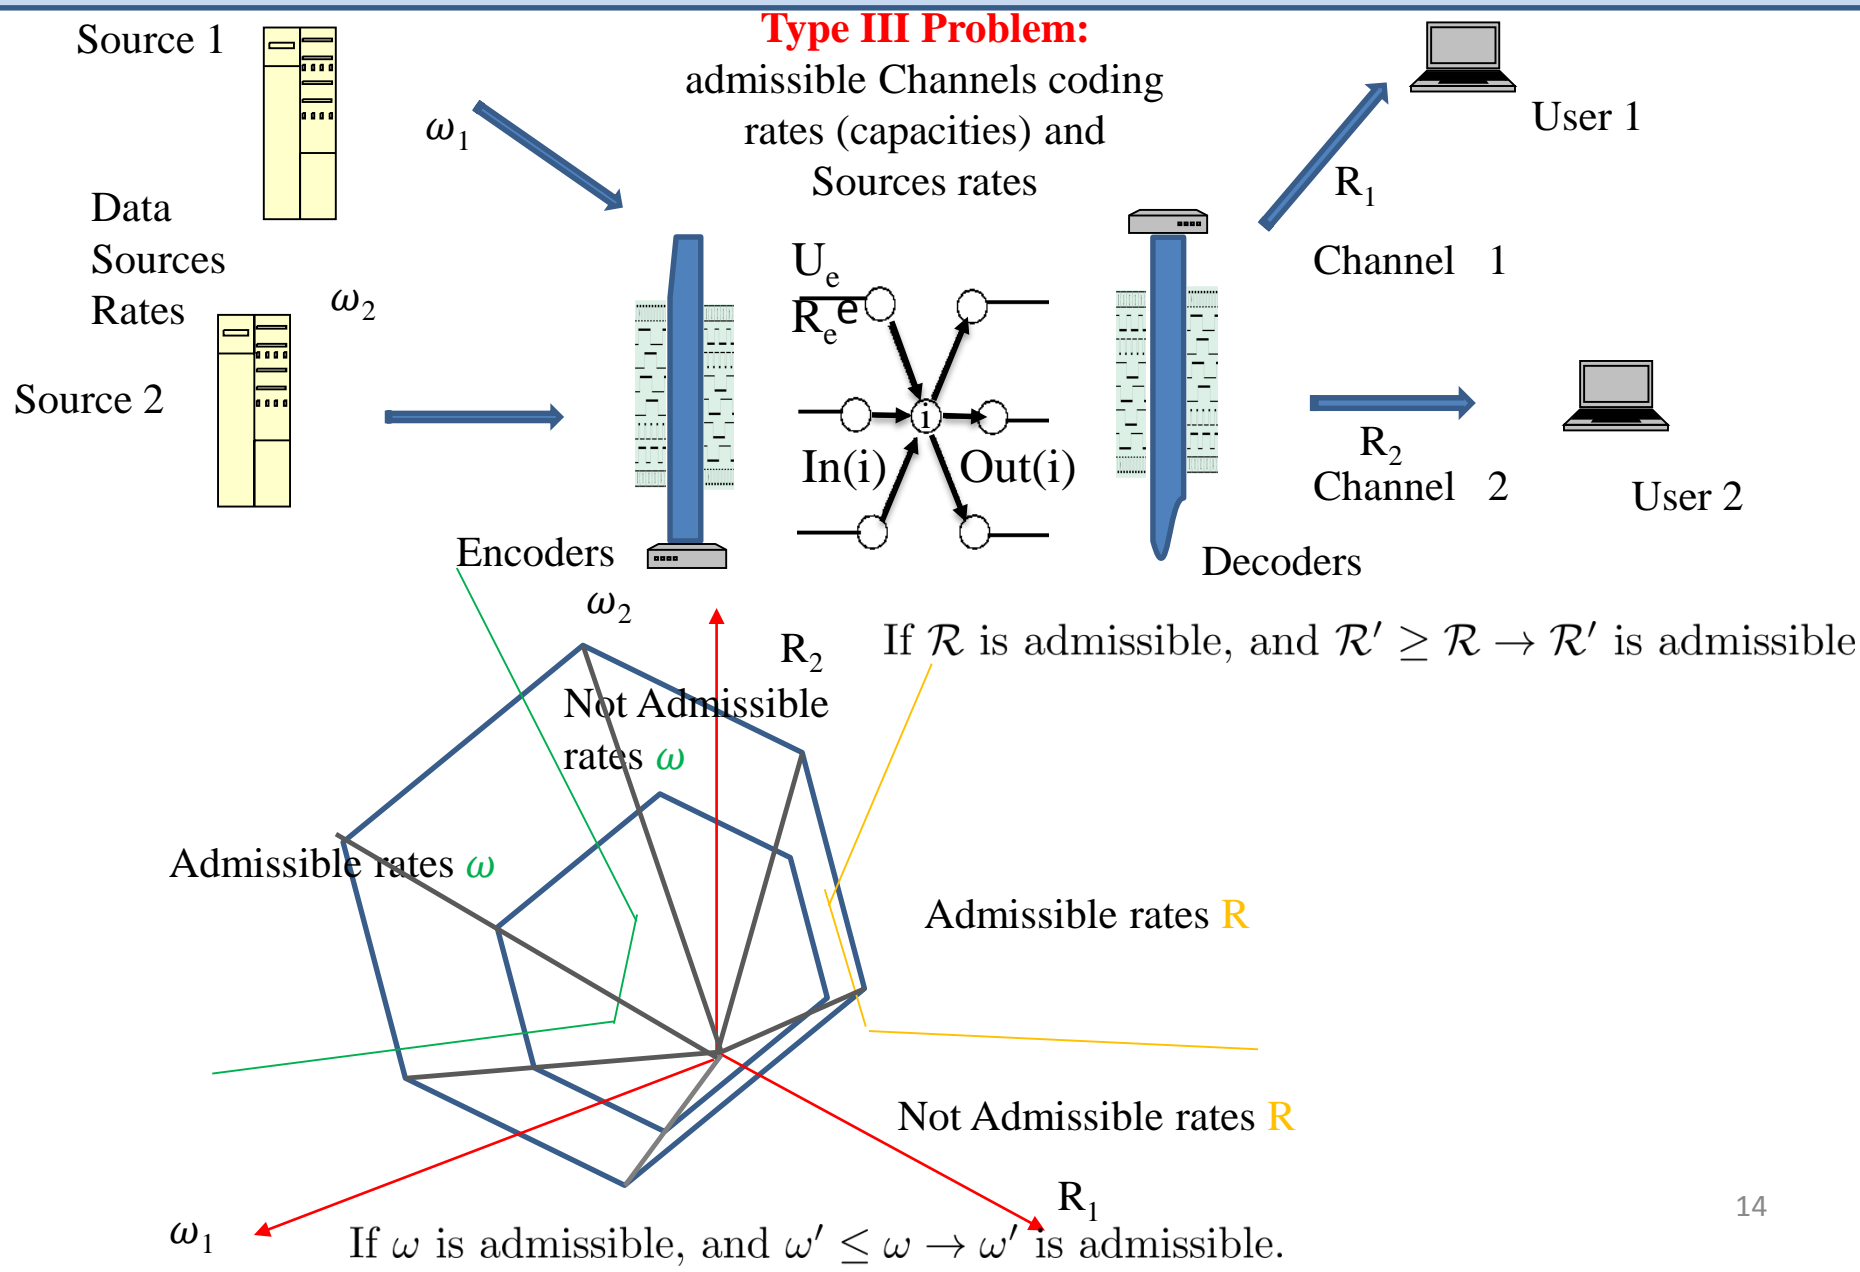 Type III Problem:
admissible Channels coding
rates (capacities) and
Sources rates
Source 1
ω₁
Data
Sources
Rates
ω₂
Source 2
Encoders
Uₑ
Rₑ e
i
In(i)
Out(i)
Decoders
R₁
User 1
Channel 1
R₂
Channel 2
User 2
ω₂
R₂
If ℛ is admissible, and ℛ′ ≥ ℛ → ℛ′ is admissible
Not Admissible
rates ω
Admissible rates ω
Admissible rates R
Not Admissible rates R
R₁
ω₁
If ω is admissible, and ω′ ≤ ω → ω′ is admissible.
14